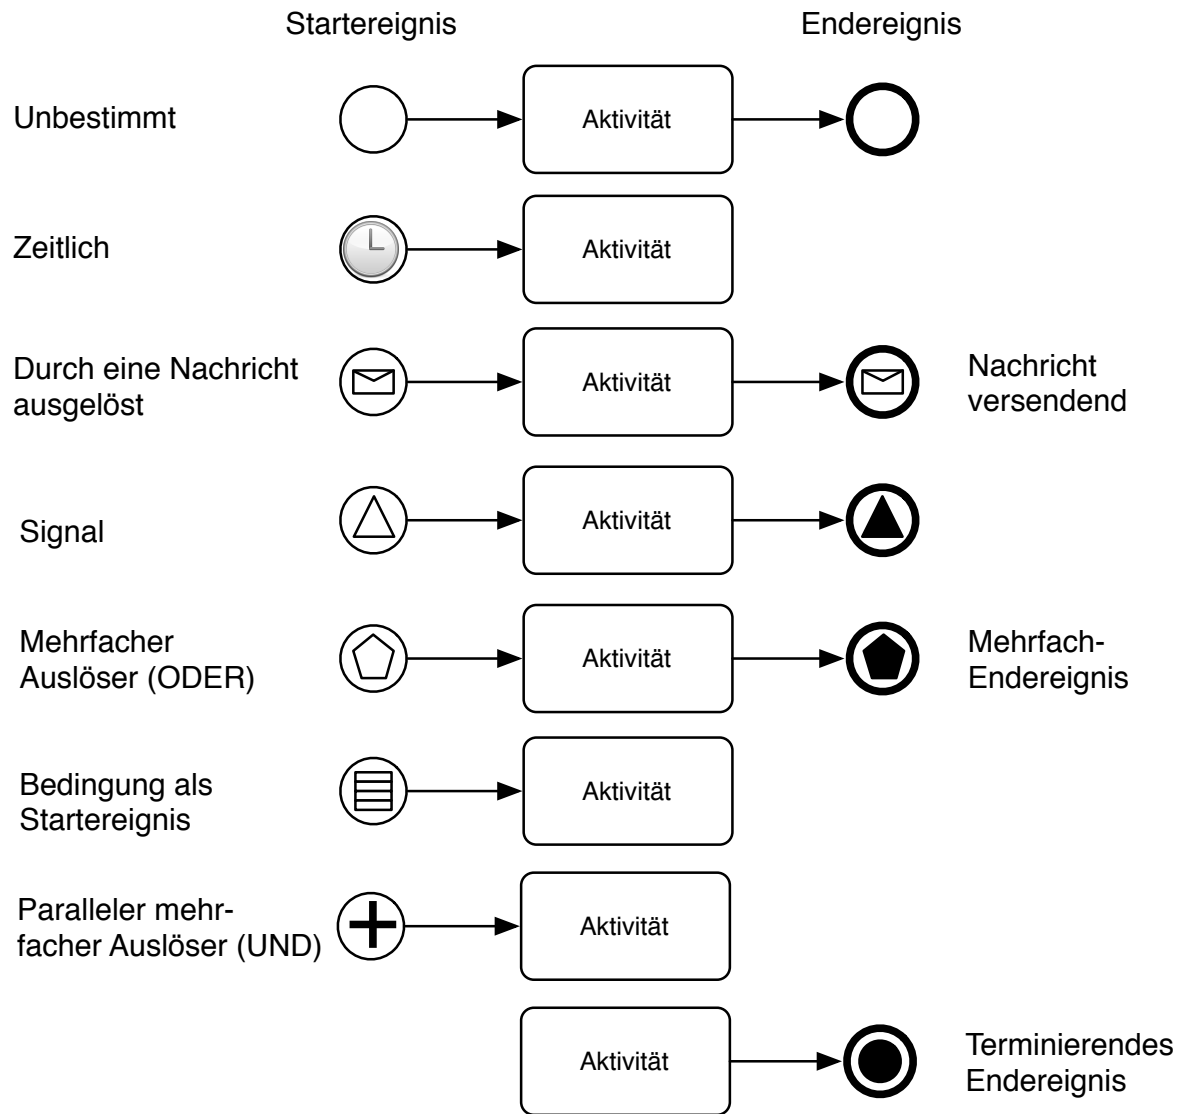 Startereignis
Endereignis
Unbestimmt
Aktivität
Zeitlich
Aktivität
Durch eine Nachricht
ausgelöst
Aktivität
Nachricht
versendend
Signal
Aktivität
Mehrfacher
Auslöser (ODER)
Aktivität
Mehrfach-
Endereignis
Bedingung als
Startereignis
Aktivität
Paralleler mehr-
facher Auslöser (UND)
Aktivität
Aktivität
Terminierendes
Endereignis